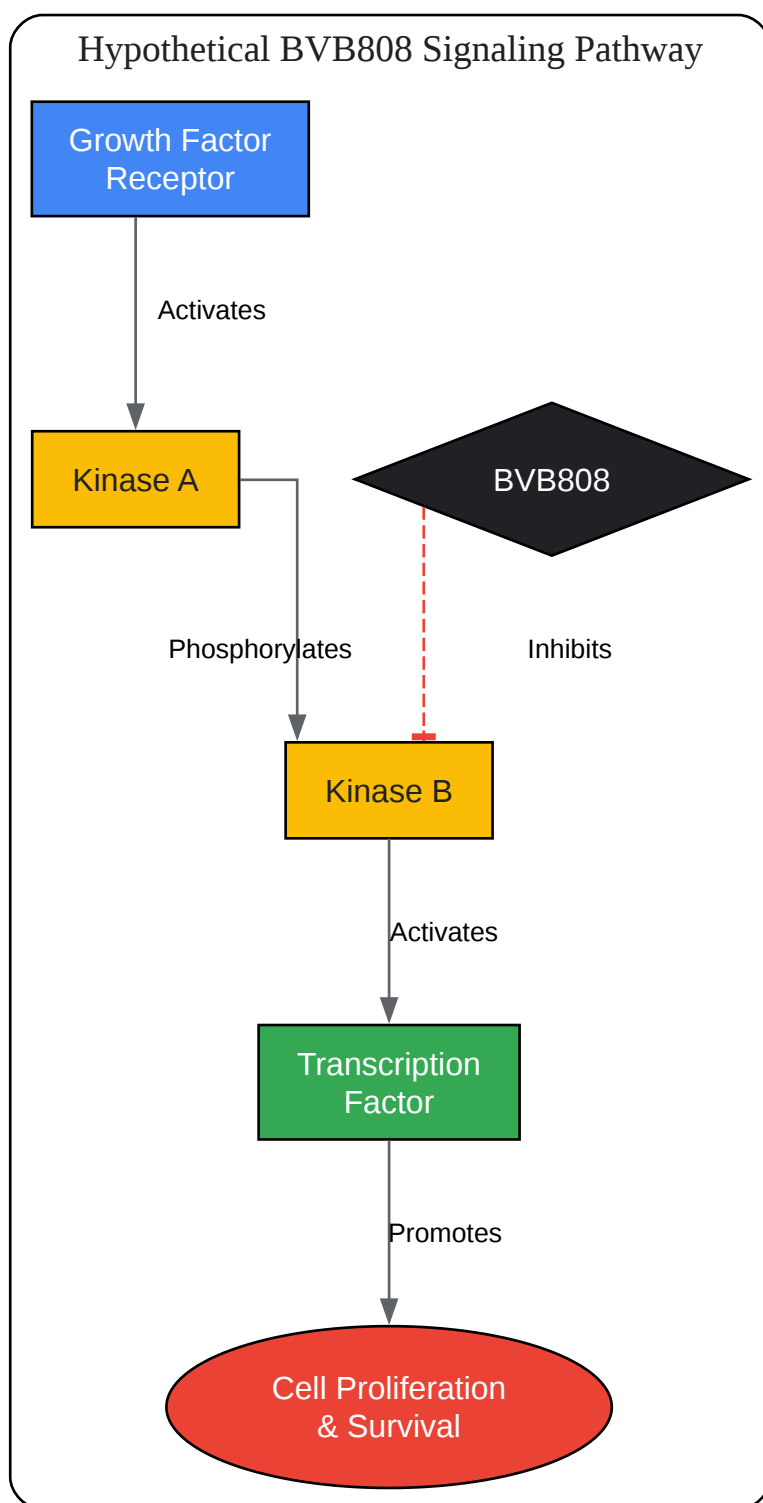 Hypothetical BVB808 Signaling Pathway
Growth Factor
Receptor
Activates
Kinase A
BVB808
Phosphorylates
Inhibits
Kinase B
Activates
Transcription
Factor
Promotes
Cell Proliferation
& Survival